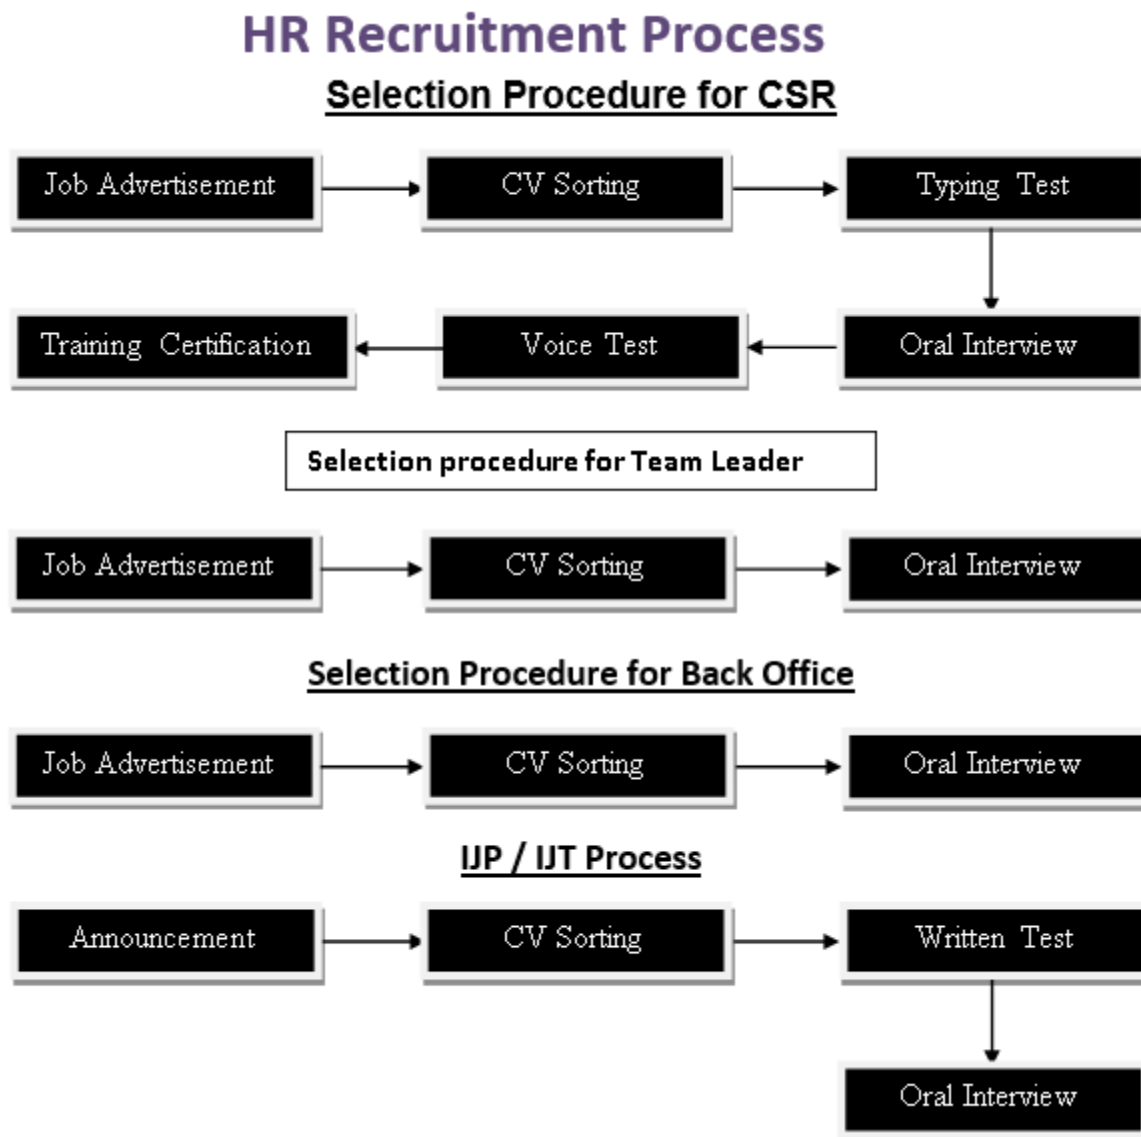 HR Recruitment Process
Selection Procedure for CSR
Job Advertisement
CV Sorting
Typing Test
Oral Interview
Voice Test
Training Certification
Selection procedure for Team Leader
Job Advertisement
CV Sorting
Oral Interview
Selection Procedure for Back Office
Job Advertisement
CV Sorting
Oral Interview
IJP / IJT Process
Announcement
CV Sorting
Written Test
Oral Interview